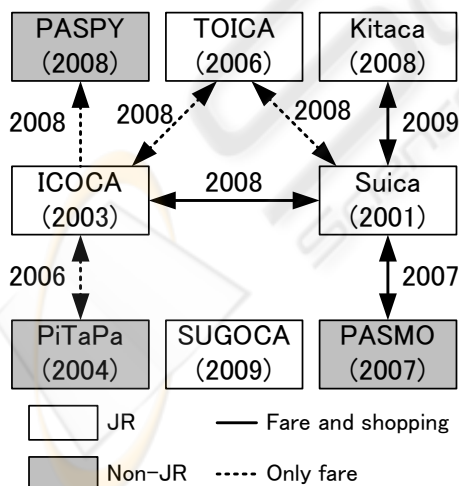 PASPY TOICA Kitaca
(2008) (2006) (2008)
2008 2008 2008 2009
ICOCA 2008 Suica
(2003) (2001)
2006 2007
PiTaPa SUGOCA PASMO
(2004) (2009) (2007)
JR Fare and shopping
Non-JR Only fare